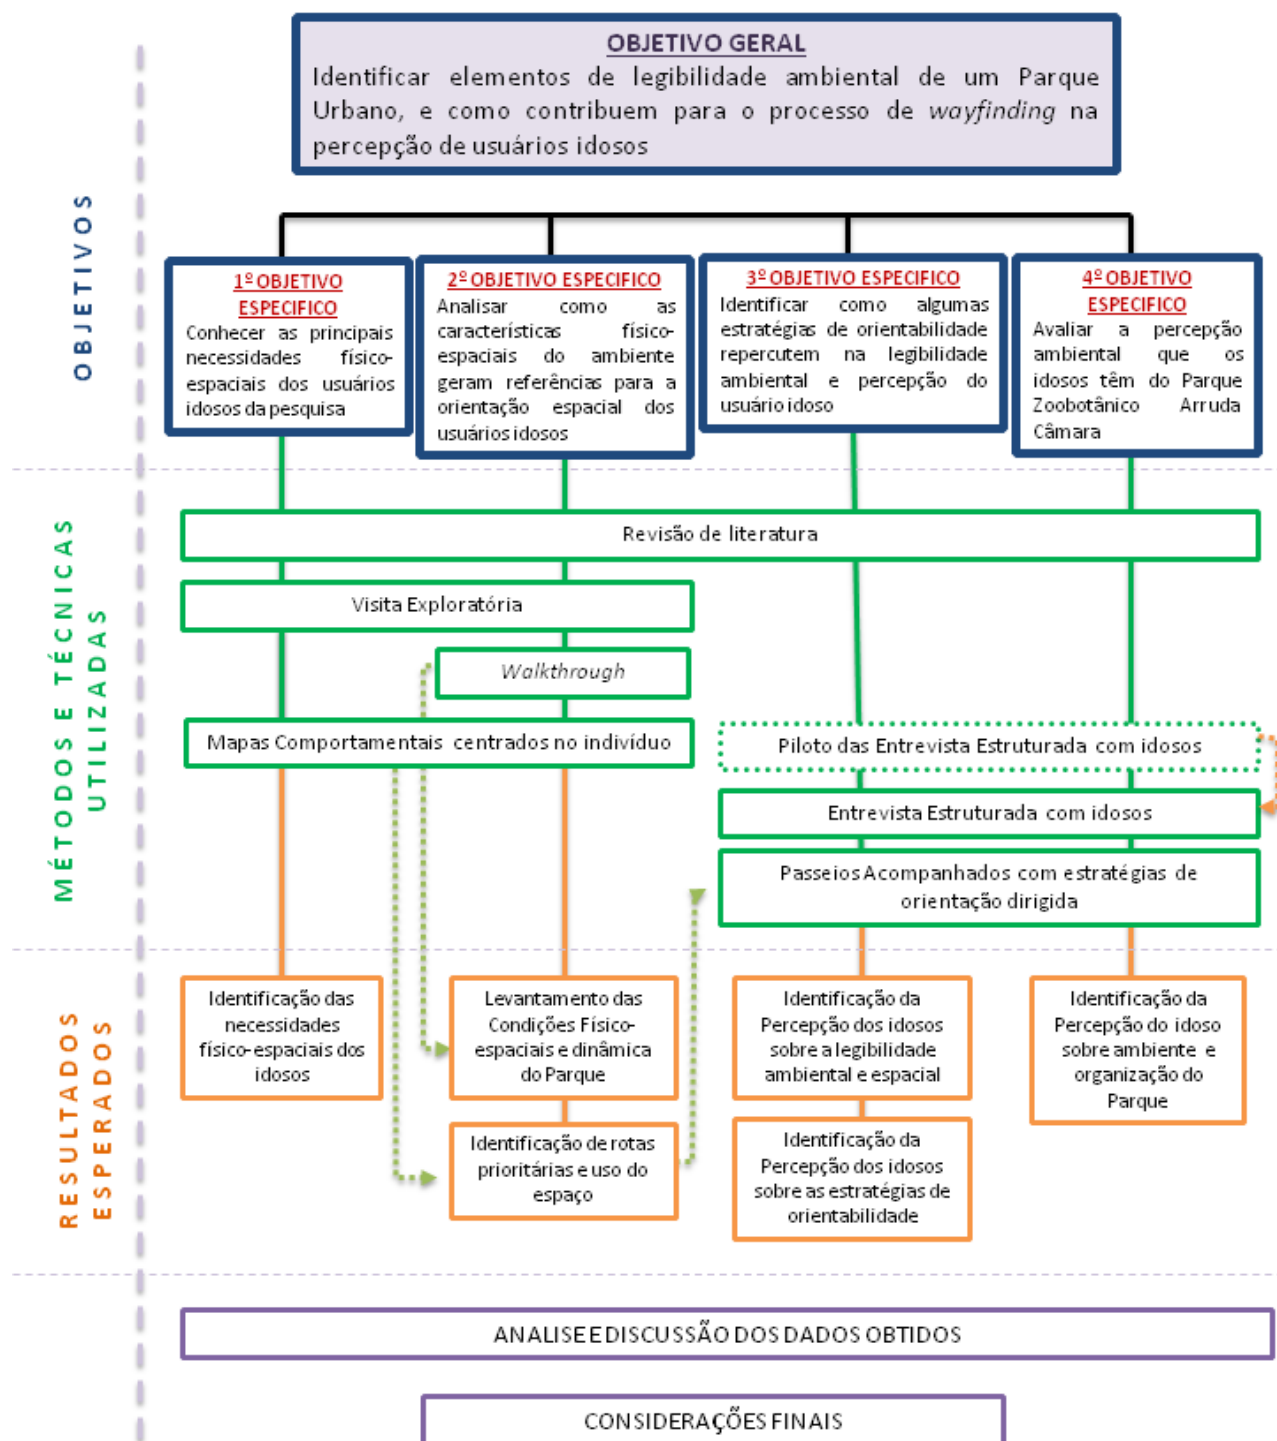 OBJETIVO GERAL
Identificar elementos de legibilidade ambiental de um Parque
Urbano, e como contribuem para o processo de wayfinding na
percepção de usuários idosos
OBJETIVOS
1º OBJETIVO
ESPECIFICO
Conhecer as principais
necessidades físico-
espaciais dos usuários
idosos da pesquisa
2º OBJETIVO ESPECIFICO
Analisar como as
características físico-
espaciais do ambiente
geram referências para a
orientação espacial dos
usuários idosos
3º OBJETIVO ESPECIFICO
Identificar como algumas
estratégias de orientabilidade
repercutem na legibilidade
ambiental e percepção do
usuário idoso
4º OBJETIVO
ESPECIFICO
Avaliar a percepção
ambiental que os
idosos têm do Parque
Zoobotânico Arruda
Câmara
MÉTODOS E TÉCNICAS
UTILIZADAS
Revisão de literatura
Visita Exploratória
Walkthrough
Mapas Comportamentais centrados no indivíduo
Piloto das Entrevista Estruturada com idosos
Entrevista Estruturada com idosos
Passeios Acompanhados com estratégias de
orientação dirigida
RESULTADOS
ESPERADOS
Identificação das
necessidades
físico-espaciais dos
idosos
Levantamento das
Condições Físico-
espaciais e dinâmica
do Parque
Identificação de rotas
prioritárias e uso do
espaço
Identificação da
Percepção dos idosos
sobre a legibilidade
ambiental e espacial
Identificação da
Percepção dos idosos
sobre as estratégias de
orientabilidade
Identificação da
Percepção do idoso
sobre ambiente e
organização do
Parque
ANALISE E DISCUSSÃO DOS DADOS OBTIDOS
CONSIDERAÇÕES FINAIS